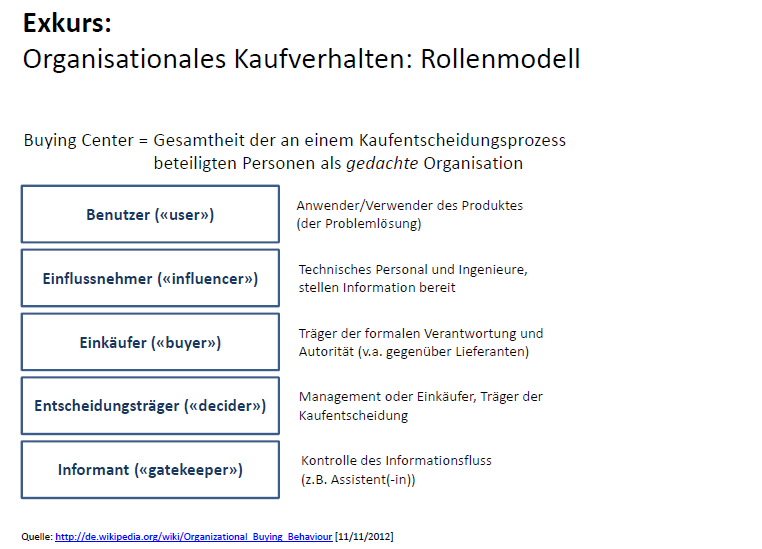 Exkurs:
Organisationales Kaufverhalten: Rollenmodell
Buying Center = Gesamtheit der an einem Kaufentscheidungsprozess
beteiligten Personen als gedachte Organisation
Benutzer («user»)
Anwender/Verwender des Produktes
(der Problemlösung)
Einflussnehmer («influencer»)
Technisches Personal und Ingenieure,
stellen Information bereit
Einkäufer («buyer»)
Träger der formalen Verantwortung und
Autorität (v.a. gegenüber Lieferanten)
Entscheidungsträger («decider»)
Management oder Einkäufer, Träger der
Kaufentscheidung
Informant («gatekeeper»)
Kontrolle des Informationsfluss
(z.B. Assistent(-in))
Quelle: http://de.wikipedia.org/wiki/Organizational_Buying_Behaviour [11/11/2012]